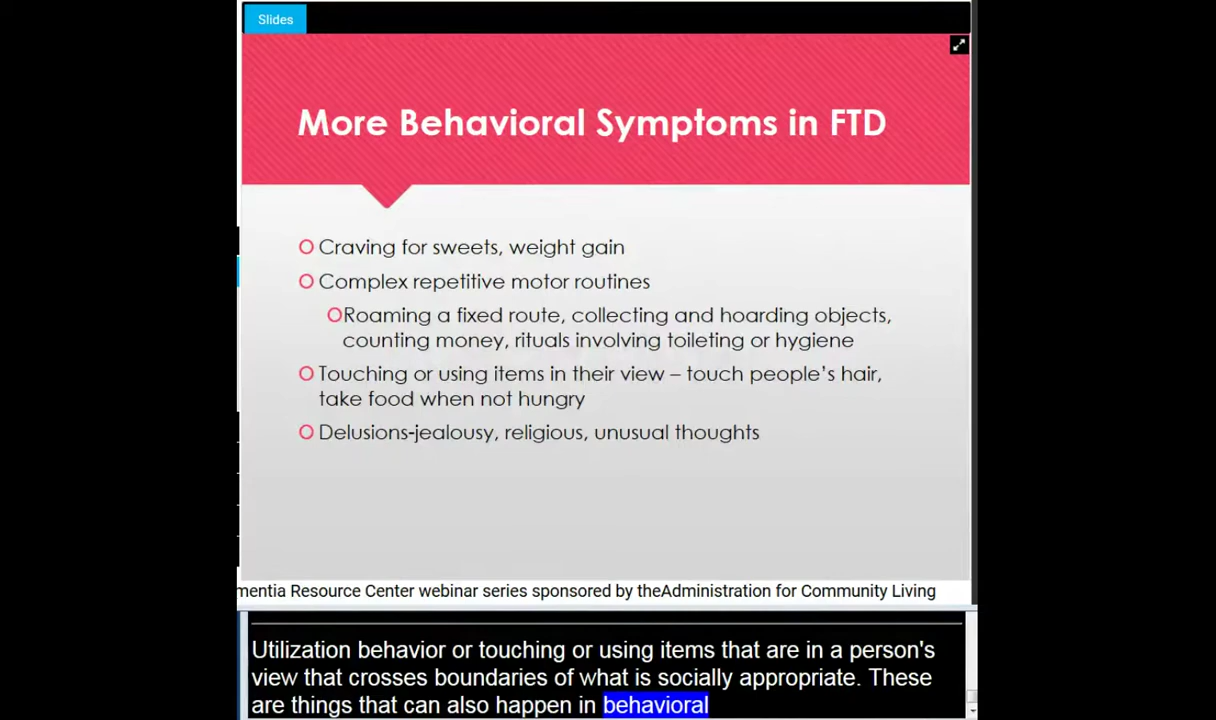 Slides
More Behavioral Symptoms in FTD
Craving for sweets, weight gain
Complex repetitive motor routines
Roaming a fixed route, collecting and hoarding objects,
counting money, rituals involving toileting or hygiene
Touching or using items in their view – touch people's hair,
take food when not hungry
Delusions-jealousy, religious, unusual thoughts
mentia Resource Center webinar series sponsored by theAdministration for Community Living
Utilization behavior or touching or using items that are in a person's
view that crosses boundaries of what is socially appropriate. These
are things that can also happen in behavioral